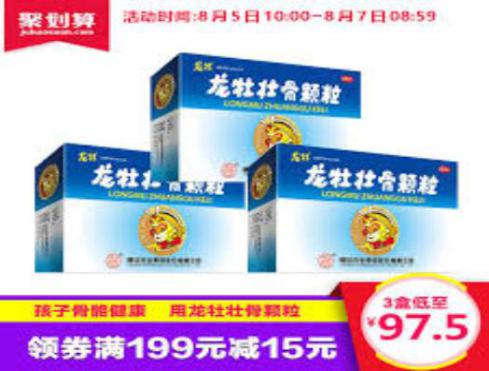 聚划算
juhuasuan.com
活动时间:8月5日10:00-8月7日08:59
龙牡
龙牡壮骨颗粒
LONGMU ZHUANGGU KELI
龙牡
龙牡壮骨颗粒
LONGMU ZHUANGGU KELI
龙牡
龙牡壮骨颗粒
LONGMU ZHUANGGU KELI
孩子骨骼健康 用龙牡壮骨颗粒
领券满199元减15元
3盒低至
¥97.5